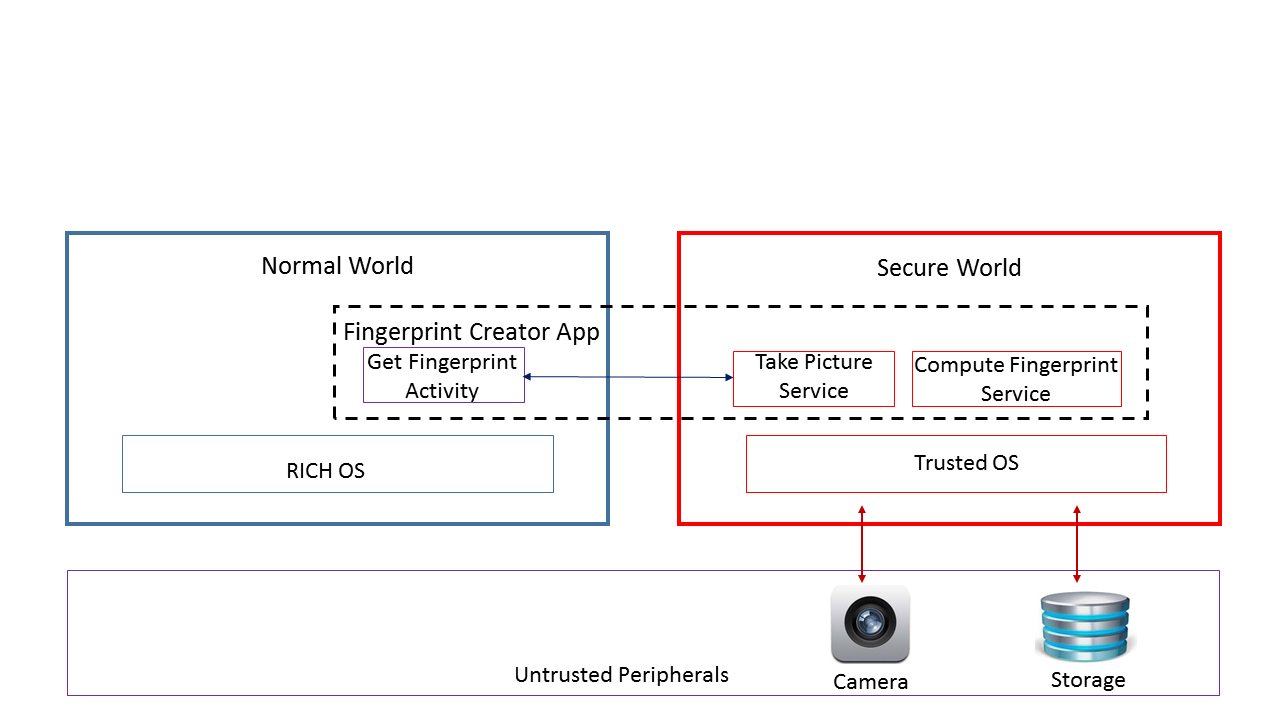 Normal World
Secure World
Fingerprint Creator App
Get Fingerprint
Activity
Take Picture
Service
Compute Fingerprint
Service
RICH OS
Trusted OS
Untrusted Peripherals
Camera
Storage